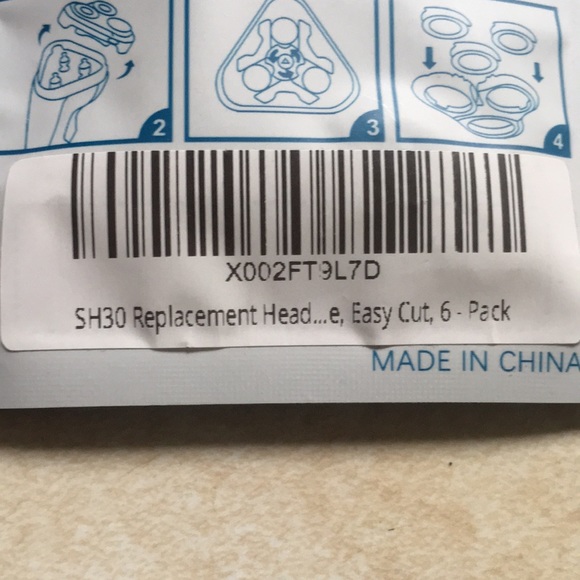 2
3
4
X002FT9L7D
SH30 Replacement Head...e, Easy Cut, 6 - Pack
MADE IN CHINA